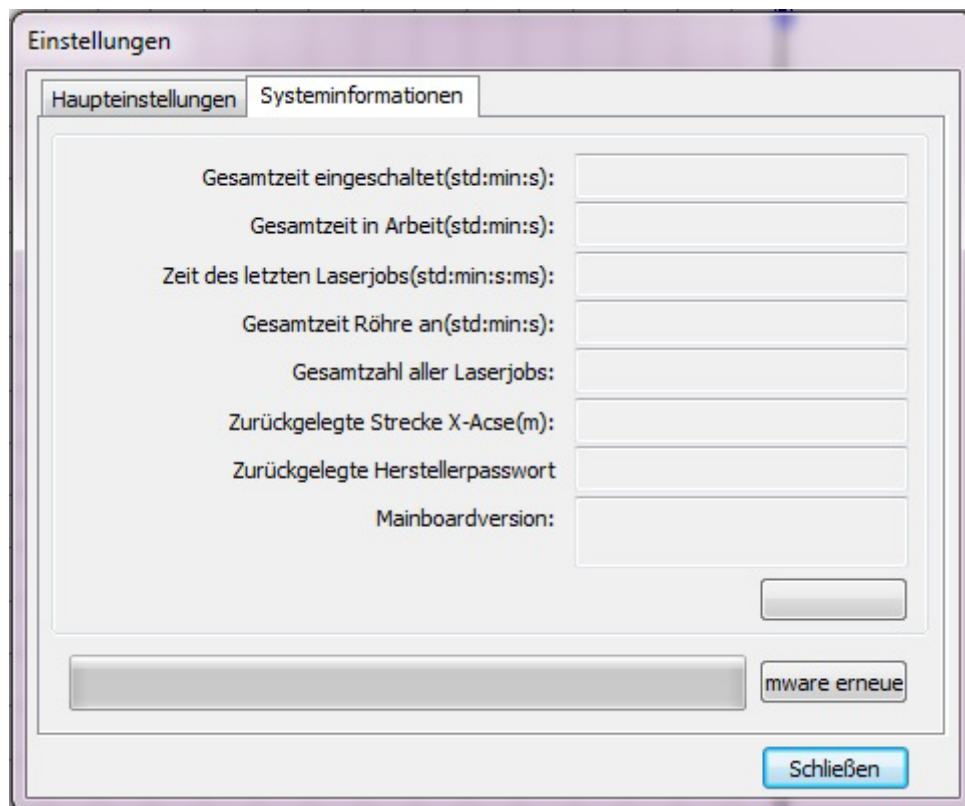 Einstellungen
Haupteinstellungen
Systeminformationen
Gesamtzeit eingeschaltet(std:min:s):
Gesamtzeit in Arbeit(std:min:s):
Zeit des letzten Laserjobs(std:min:s:ms):
Gesamtzeit Röhre an(std:min:s):
Gesamtzahl aller Laserjobs:
Zurückgelegte Strecke X-Acse(m):
Zurückgelegte Herstellerpasswort
Mainboardversion:
mware erneue
Schließen